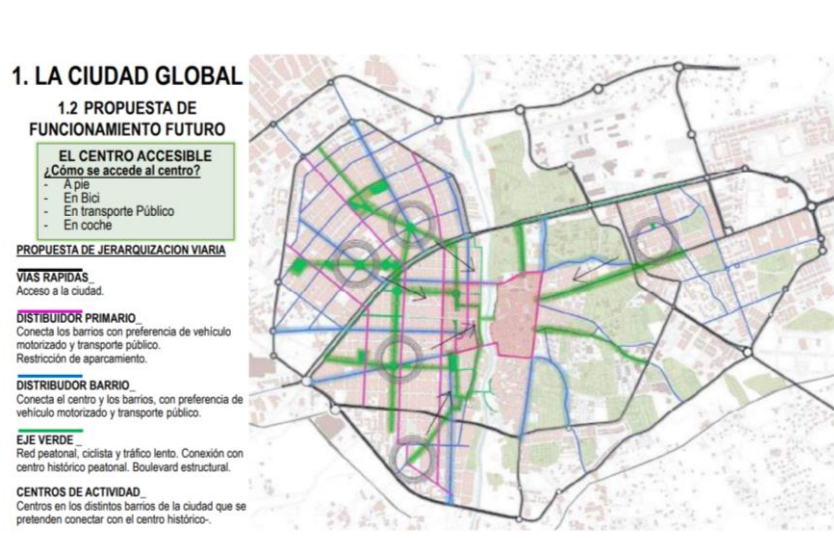 1. LA CIUDAD GLOBAL
1.2 PROPUESTA DE
FUNCIONAMIENTO FUTURO
EL CENTRO ACCESIBLE
¿Cómo se accede al centro?
- A pie
- En Bici
- En transporte Público
- En coche
PROPUESTA DE JERARQUIZACION VIARIA
VIAS RAPIDAS_
Acceso a la ciudad.
DISTIBUIDOR PRIMARIO_
Conecta los barrios con preferencia de vehículo
motorizado y transporte público.
Restricción de aparcamiento.
DISTRIBUIDOR BARRIO_
Conecta el centro y los barrios, con preferencia de
vehículo motorizado y transporte público.
EJE VERDE _
Red peatonal, ciclista y tráfico lento. Conexión con
centro histórico peatonal. Boulevard estructural.
CENTROS DE ACTIVIDAD_
Centros en los distintos barrios de la ciudad que se
pretenden conectar con el centro histórico-.